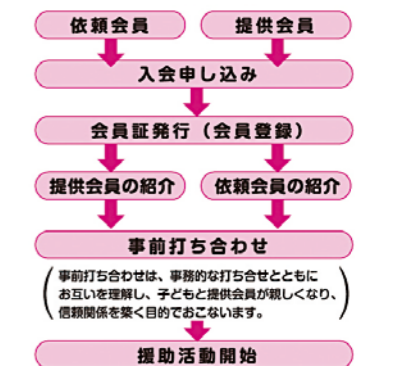 依頼会員 提供会員
入会申し込み
会員証発行（会員登録）
提供会員の紹介 依頼会員の紹介
事前打ち合わせ
事前打ち合わせは、事務的な打ち合せとともに
お互いを理解し、子どもと提供会員が親しくなり、
信頼関係を築く目的でおこないます。
援助活動開始